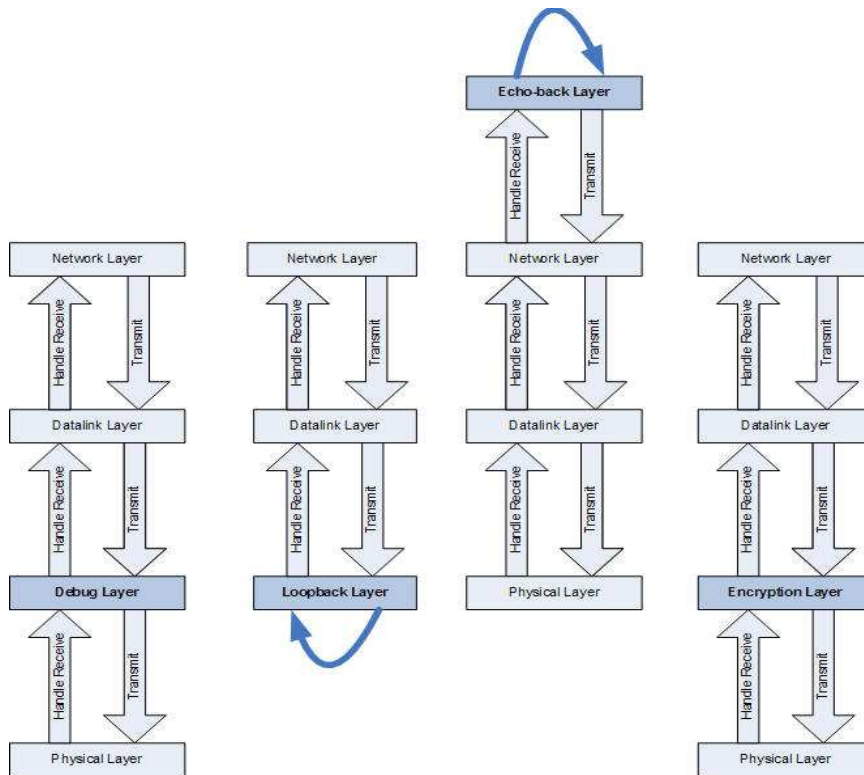 Echo-back Layer
Handle Receive
Transmit
Network Layer
Network Layer
Network Layer
Network Layer
Handle Receive
Transmit
Handle Receive
Transmit
Handle Receive
Transmit
Handle Receive
Transmit
Datalink Layer
Datalink Layer
Datalink Layer
Datalink Layer
Handle Receive
Transmit
Handle Receive
Transmit
Handle Receive
Transmit
Handle Receive
Transmit
Debug Layer
Loopback Layer
Physical Layer
Encryption Layer
Handle Receive
Transmit
Handle Receive
Transmit
Physical Layer
Physical Layer